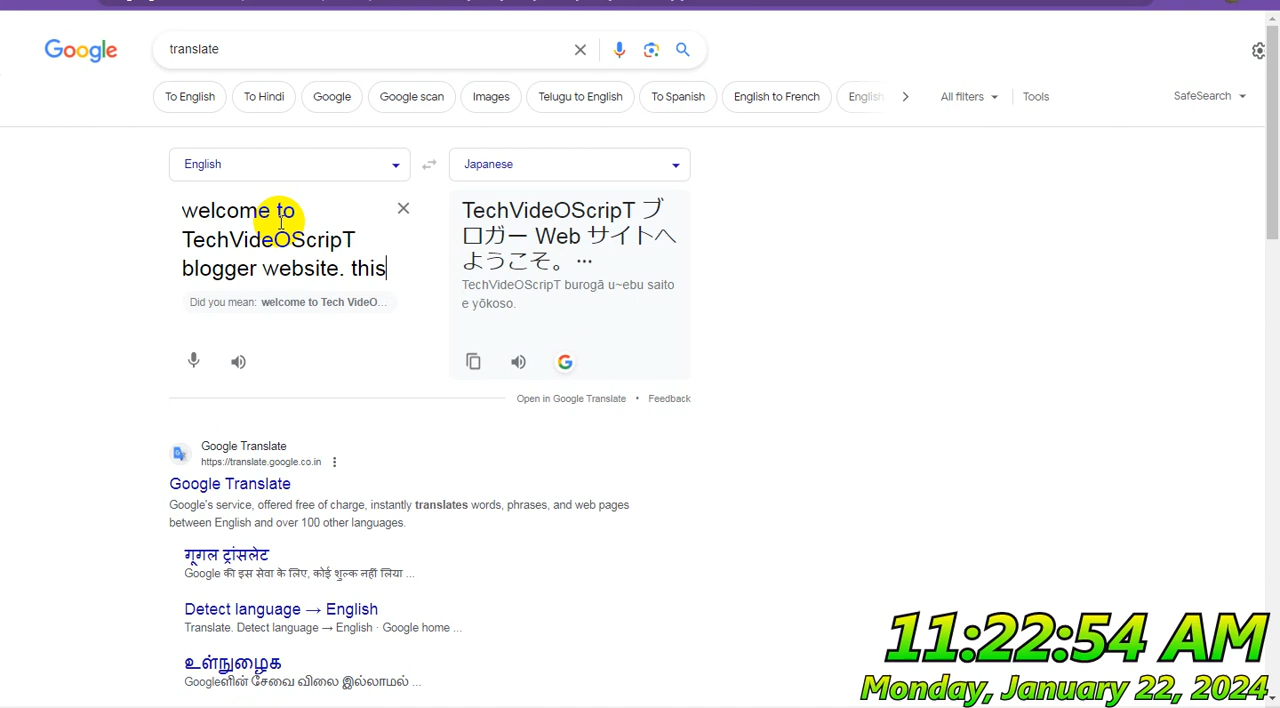 Google
translate
To English
To Hindi
Google
Google scan
Images
Telugu to English
To Spanish
English to French
English
All filters
Tools
SafeSearch
English
Japanese
welcome to
TechVideOScripT
blogger website. this
Did you mean: welcome to Tech VideO...
TechVideOScripT ブ
ロガー Web サイトへ
ようこそ。 …
TechVideOScripT burogā u~ebu saito
e yōkoso.
Open in Google Translate • Feedback
Google Translate
https://translate.google.co.in
Google Translate
Google's service, offered free of charge, instantly translates words, phrases, and web pages
between English and over 100 other languages.
गूगल ट्रांसलेट
Google की इस सेवा के लिए, कोई शुल्क नहीं लिया ...
Detect language → English
Translate. Detect language → English · Google home ...
உள்நுழைக
Googleளின் சேவை விலை இல்லாமல் ...
11:22:54 AM
Monday, January 22, 2024